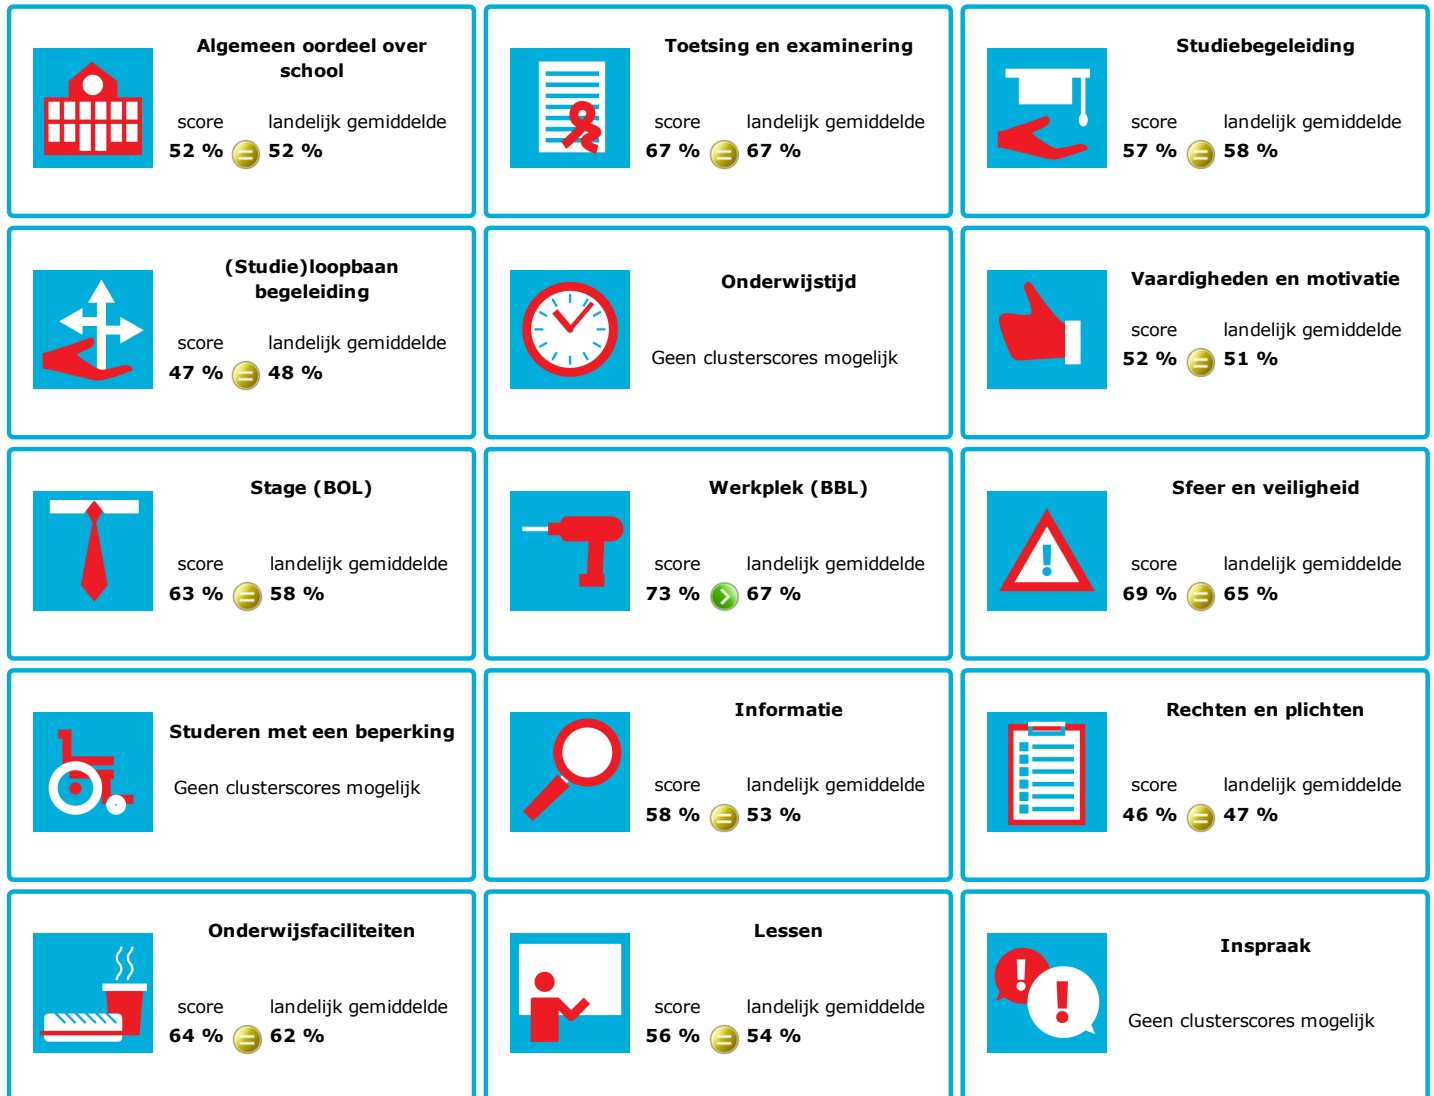 Algemeen oordeel over
school
score landelijk gemiddelde
52 % = 52 %
Toetsing en examinering
score landelijk gemiddelde
67 % = 67 %
Studiebegeleiding
score landelijk gemiddelde
57 % = 58 %
(Studie)loopbaan
begeleiding
score landelijk gemiddelde
47 % = 48 %
Onderwijstijd
Geen clusterscores mogelijk
Vaardigheden en motivatie
score landelijk gemiddelde
52 % = 51 %
Stage (BOL)
score landelijk gemiddelde
63 % = 58 %
Werkplek (BBL)
score landelijk gemiddelde
73 % > 67 %
Sfeer en veiligheid
!
score landelijk gemiddelde
69 % = 65 %
Studeren met een beperking
Geen clusterscores mogelijk
Informatie
score landelijk gemiddelde
58 % = 53 %
Rechten en plichten
score landelijk gemiddelde
46 % = 47 %
Onderwijsfaciliteiten
score landelijk gemiddelde
64 % = 62 %
Lessen
score landelijk gemiddelde
56 % = 54 %
Inspraak
! !
Geen clusterscores mogelijk